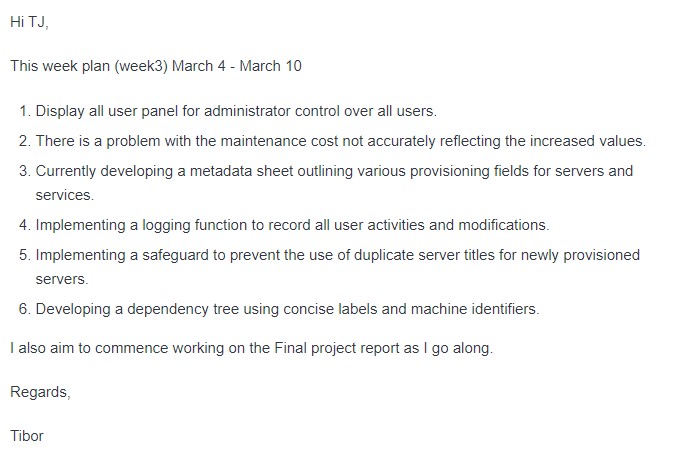 Hi TJ,
This week plan (week3) March 4 - March 10
1. Display all user panel for administrator control over all users.
2. There is a problem with the maintenance cost not accurately reflecting the increased values.
3. Currently developing a metadata sheet outlining various provisioning fields for servers and
services.
4. Implementing a logging function to record all user activities and modifications.
5. Implementing a safeguard to prevent the use of duplicate server titles for newly provisioned
servers.
6. Developing a dependency tree using concise labels and machine identifiers.
I also aim to commence working on the Final project report as I go along.
Regards,
Tibor